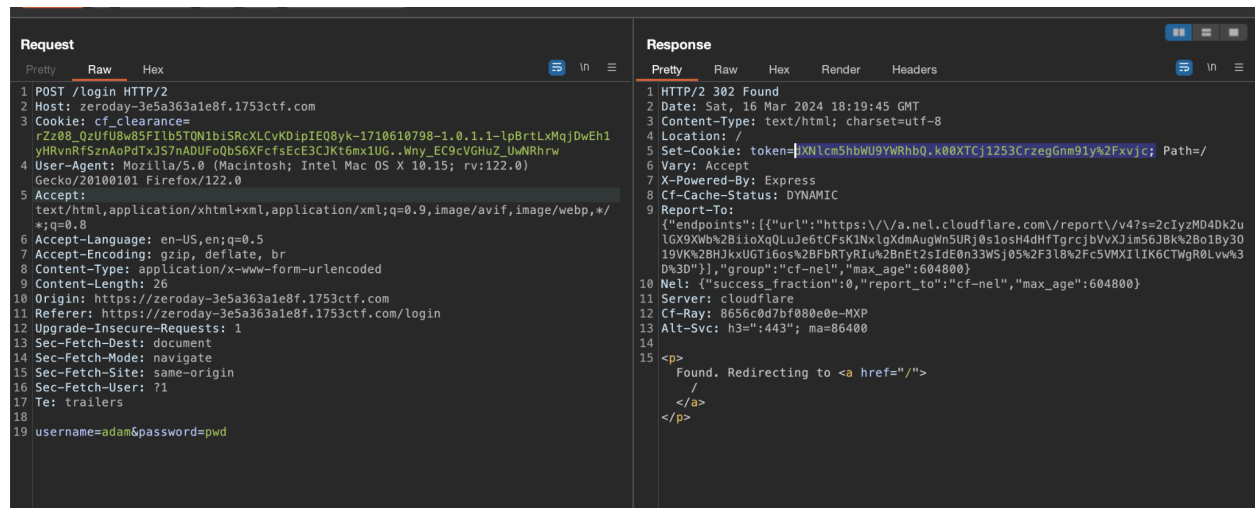 Request
Pretty Raw Hex
\n
1 POST /login HTTP/2
2 Host: zeroday-3e5a363a1e8f.1753ctf.com
3 Cookie: cf_clearance=
rZz08_QzUfU8w85FIlb5TQN1biSRcXLCvKDipIEQ8yk-1710610798-1.0.1.1-lpBrtLxMqjDwEh1
yHRvnRfSznAoPdTxJS7nADUFoQbS6XFcfsEcE3CJKt6mx1UG..Wny_EC9cVGHuZ_UwNRhrw
4 User-Agent: Mozilla/5.0 (Macintosh; Intel Mac OS X 10.15; rv:122.0)
Gecko/20100101 Firefox/122.0
5 Accept:
text/html,application/xhtml+xml,application/xml;q=0.9,image/avif,image/webp,*/
*;q=0.8
6 Accept-Language: en-US,en;q=0.5
7 Accept-Encoding: gzip, deflate, br
8 Content-Type: application/x-www-form-urlencoded
9 Content-Length: 26
10 Origin: https://zeroday-3e5a363a1e8f.1753ctf.com
11 Referer: https://zeroday-3e5a363a1e8f.1753ctf.com/login
12 Upgrade-Insecure-Requests: 1
13 Sec-Fetch-Dest: document
14 Sec-Fetch-Mode: navigate
15 Sec-Fetch-Site: same-origin
16 Sec-Fetch-User: ?1
17 Te: trailers
18
19 username=adam&password=pwd
Response
Pretty Raw Hex Render Headers
\n
1 HTTP/2 302 Found
2 Date: Sat, 16 Mar 2024 18:19:45 GMT
3 Content-Type: text/html; charset=utf-8
4 Location: /
5 Set-Cookie: token=dXNlcm5hbWU9YWRhbQ.k00XTCj1253CrzegGnm91y%2Fxvjc; Path=/
6 Vary: Accept
7 X-Powered-By: Express
8 Cf-Cache-Status: DYNAMIC
9 Report-To:
{"endpoints":[{"url":"https:\/\/a.nel.cloudflare.com\/report\/v4?s=2cIyzMD4Dk2u
lGX9XWb%2BiioXqQLuJe6tCFsK1NxlgXdmAugWn5URj0s1osH4dHfTgrcjbVvXJim56JBk%2Bo1By3O
19VK%2BHJkxUGTi6os%2BFbRTyRIu%2BnEt2sIdE0n33WSj05%2F3l8%2Fc5VMXIlIK6CTWgR0Lvw%3
D%3D"}],"group":"cf-nel","max_age":604800}
10 Nel: {"success_fraction":0,"report_to":"cf-nel","max_age":604800}
11 Server: cloudflare
12 Cf-Ray: 8656c0d7bf080e0e-MXP
13 Alt-Svc: h3=":443"; ma=86400
14
15 <p>
Found. Redirecting to <a href="/">
/
</a>
</p>